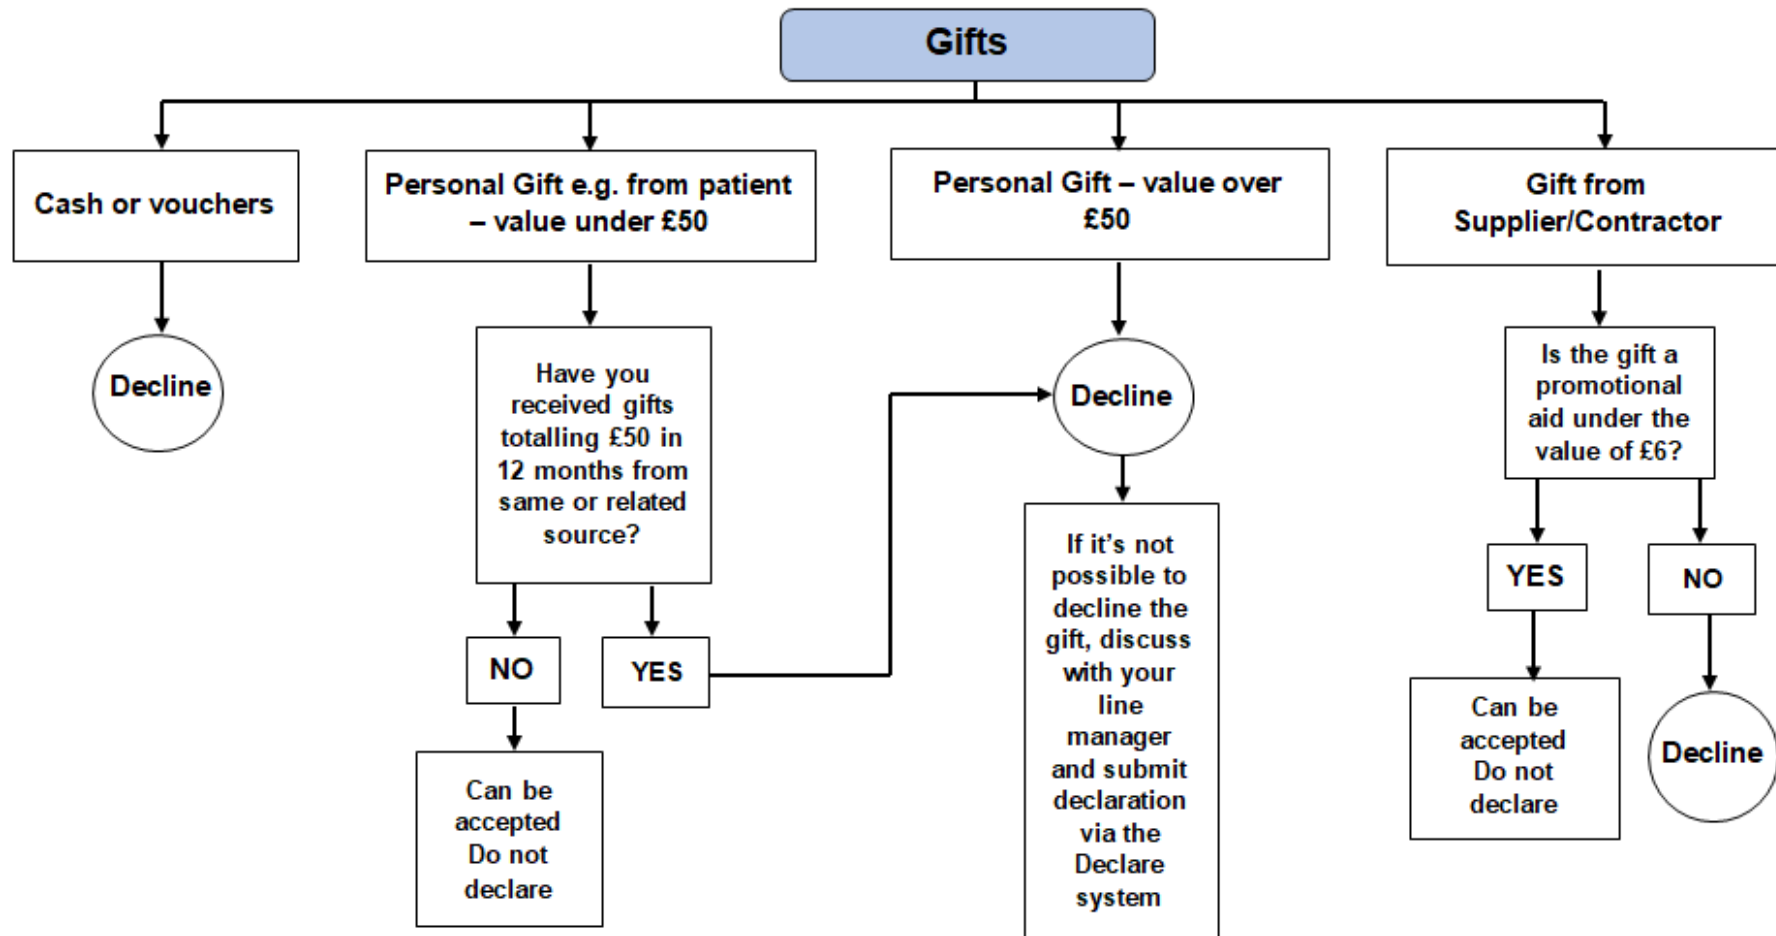 Gifts
Cash or vouchers
Decline
Personal Gift e.g. from patient
– value under £50
Have you
received gifts
totalling £50 in
12 months from
same or related
source?
NO
YES
Can be
accepted
Do not
declare
Personal Gift – value over
£50
Decline
If it's not
possible to
decline the
gift, discuss
with your
line
manager
and submit
declaration
via the
Declare
system
Gift from
Supplier/Contractor
Is the gift a
promotional
aid under the
value of £6?
YES
NO
Can be
accepted
Do not
declare
Decline